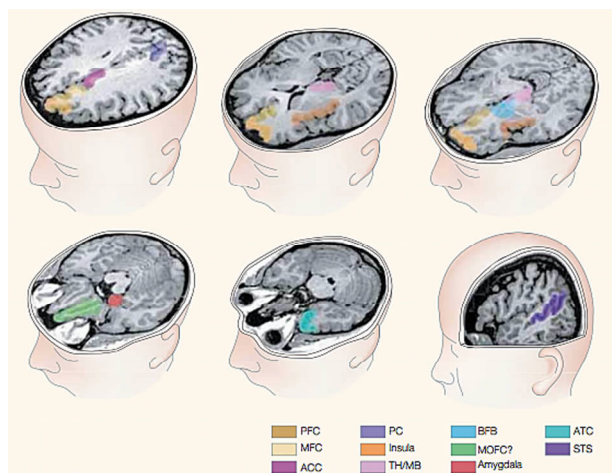 PFC PC BFB ATC
MFC Insula MOFC? STS
ACC TH/MB Amygdala